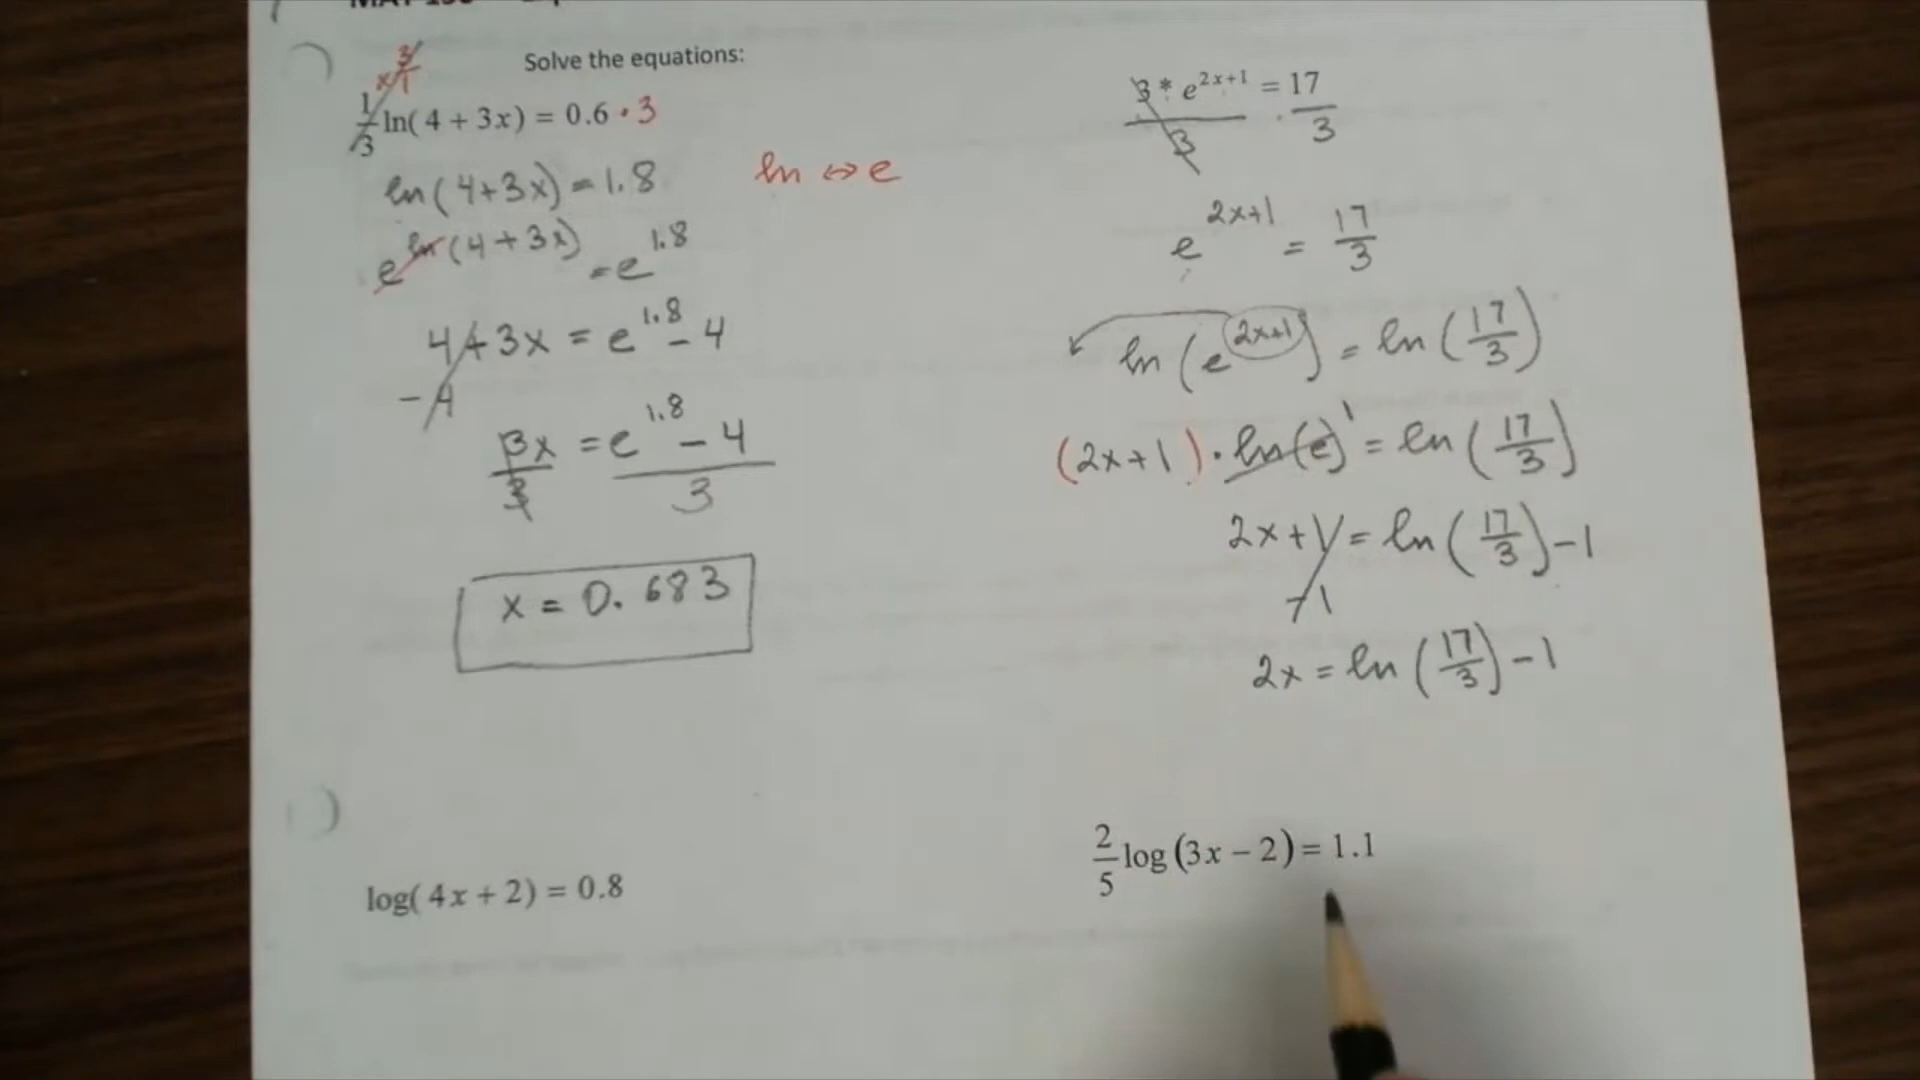 Solve the equations:
x 3/1
1/3 ln( 4 + 3x) = 0.6 · 3
ln(4+3x) = 1.8
ln ⇔ e
e^ln(4+3x) = e^1.8
4+3x = e^1.8 - 4
-4
3x/3 = (e^1.8 - 4)/3
x = 0.683
3 * e^(2x+1) = 17
3 3
e^(2x+1) = 17/3
ln(e^(2x+1)) = ln(17/3)
(2x+1) · ln(e)^1 = ln(17/3)
2x+1 = ln(17/3) - 1
-1
2x = ln(17/3) - 1
log( 4x + 2) = 0.8
2/5 log (3x – 2) = 1.1